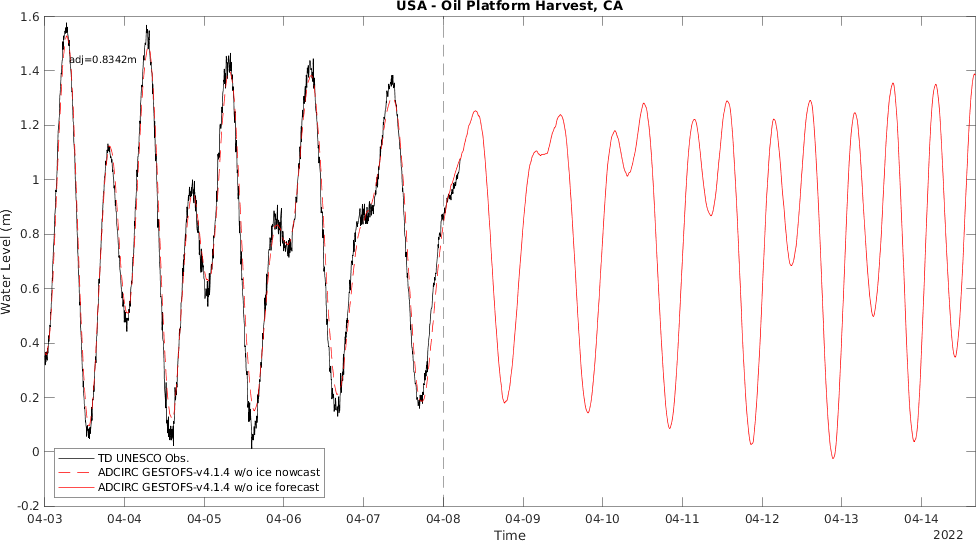 USA - Oil Platform Harvest, CA
1.6
1.4
1.2
1
0.8
0.6
0.4
0.2
0
-0.2
Water Level (m)
adj=0.8342m
TD UNESCO Obs.
ADCIRC GESTOFS-v4.1.4 w/o ice nowcast
ADCIRC GESTOFS-v4.1.4 w/o ice forecast
04-03 04-04 04-05 04-06 04-07 04-08 04-09 04-10 04-11 04-12 04-13 04-14
Time
2022